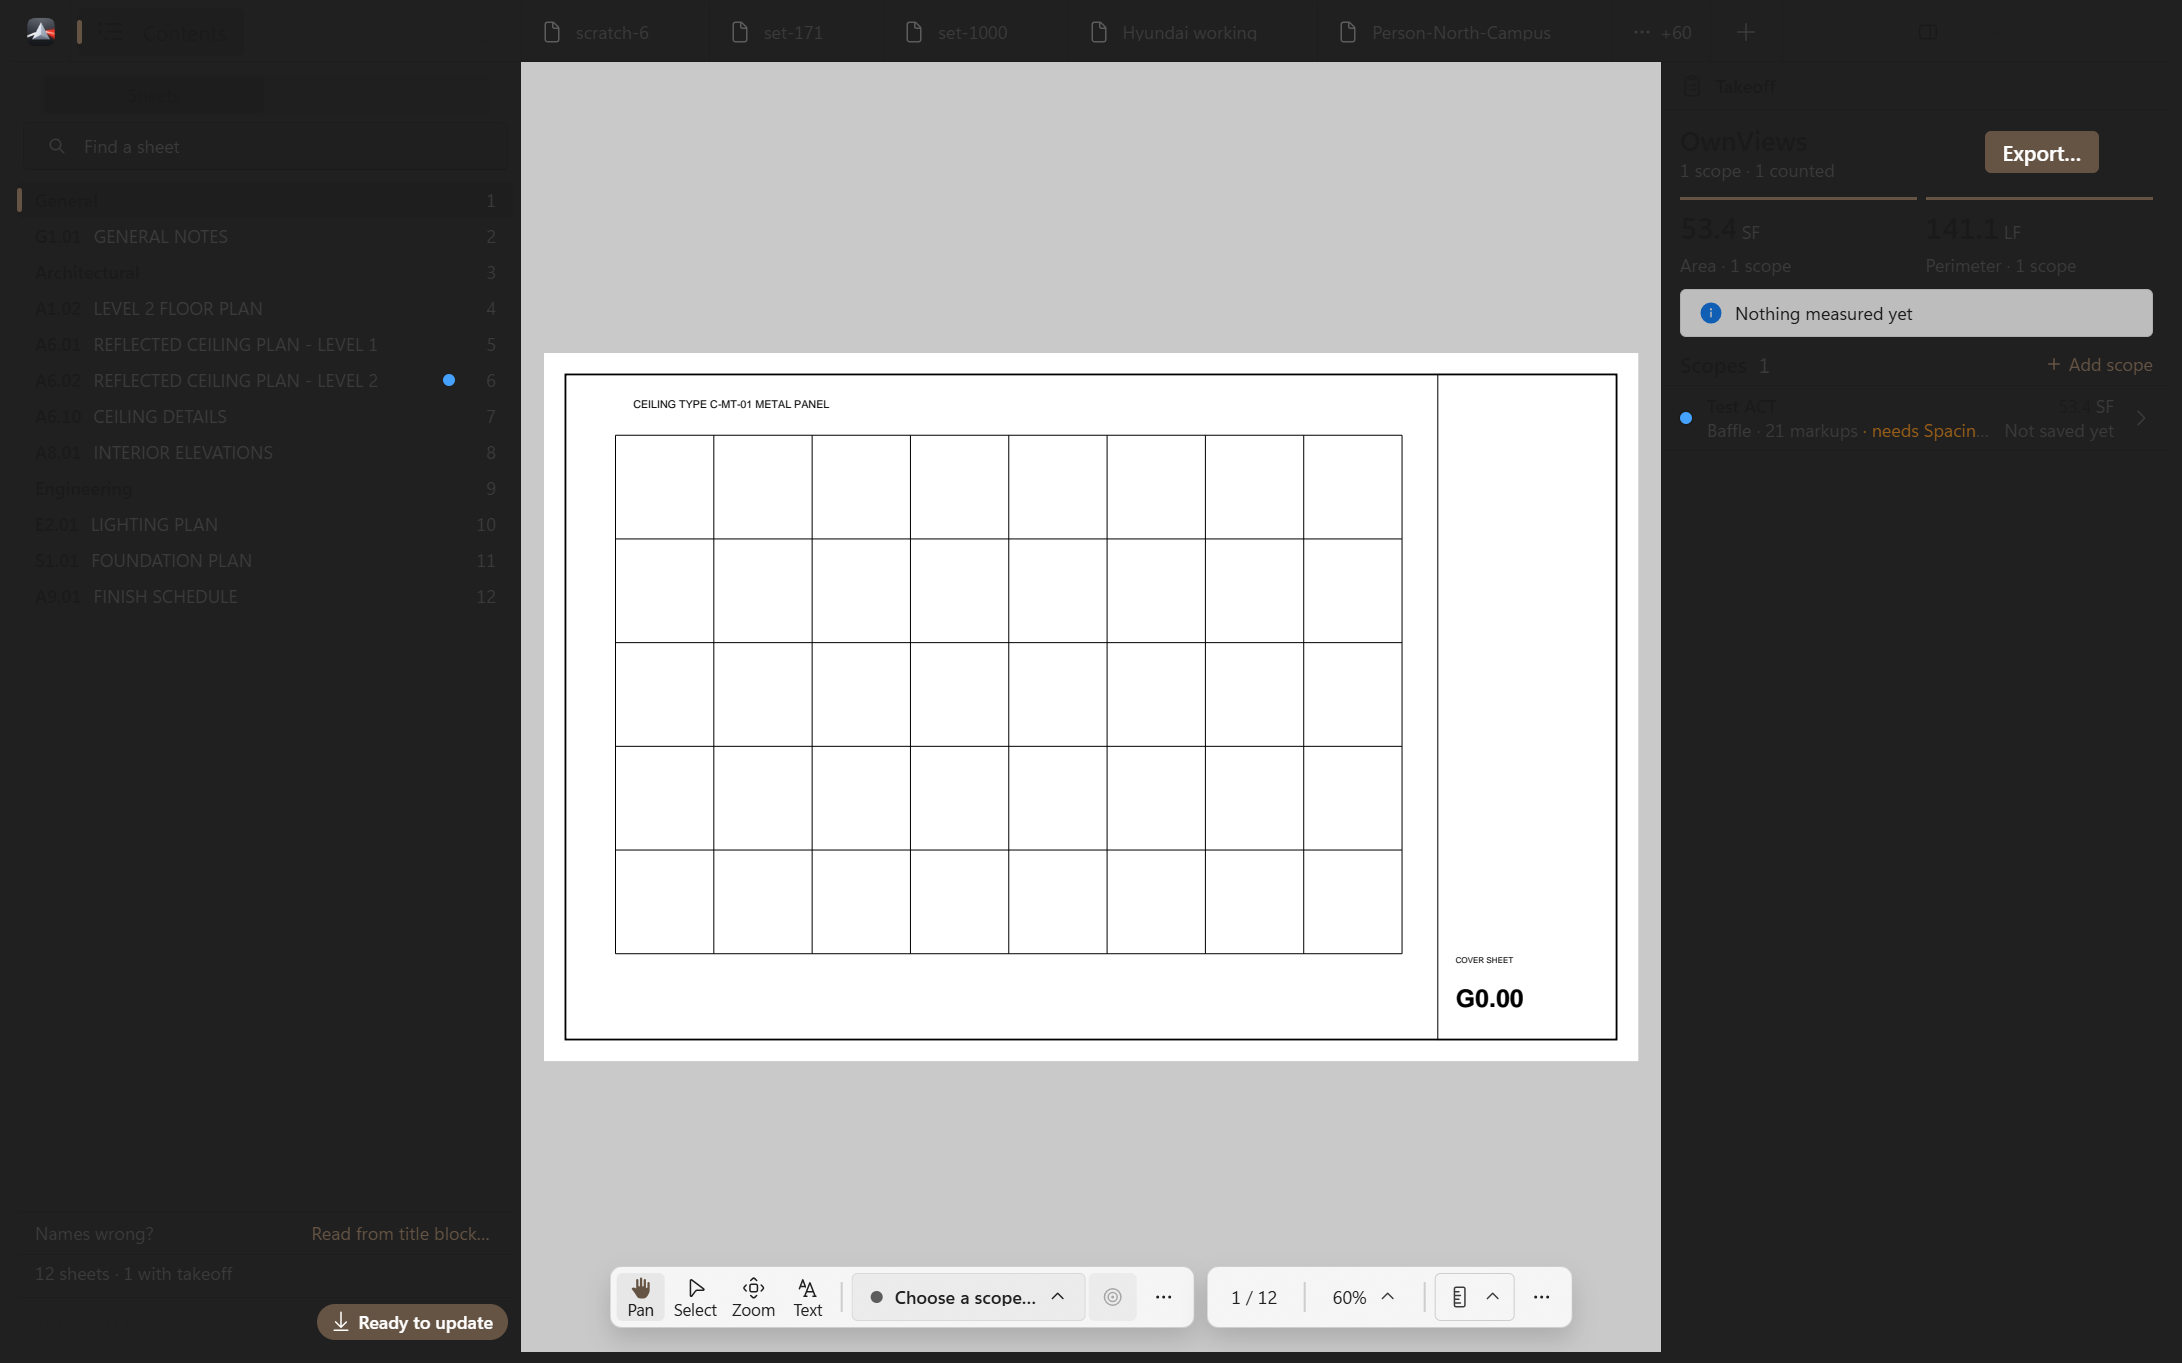 Contents
scratch-6
set-171
set-1000
Hyundai working
Person-North-Campus
··· +60
Sheets
Find a sheet
General 1
G1.01 GENERAL NOTES 2
Architectural 3
A1.02 LEVEL 2 FLOOR PLAN 4
A6.01 REFLECTED CEILING PLAN - LEVEL 1 5
A6.02 REFLECTED CEILING PLAN - LEVEL 2 6
A6.10 CEILING DETAILS 7
A8.01 INTERIOR ELEVATIONS 8
Engineering 9
E2.01 LIGHTING PLAN 10
S1.01 FOUNDATION PLAN 11
A9.01 FINISH SCHEDULE 12
Names wrong? Read from title block...
12 sheets · 1 with takeoff
Ready to update
CEILING TYPE C-MT-01 METAL PANEL
COVER SHEET
G0.00
Pan
Select
Zoom
Text
Choose a scope...
1 / 12
60%
Takeoff
OwnViews
1 scope · 1 counted
Export...
53.4 SF
Area · 1 scope
141.1 LF
Perimeter · 1 scope
Nothing measured yet
Scopes 1
+ Add scope
Test ACT 53.4 SF
Baffle · 21 markups · needs Spacin... Not saved yet